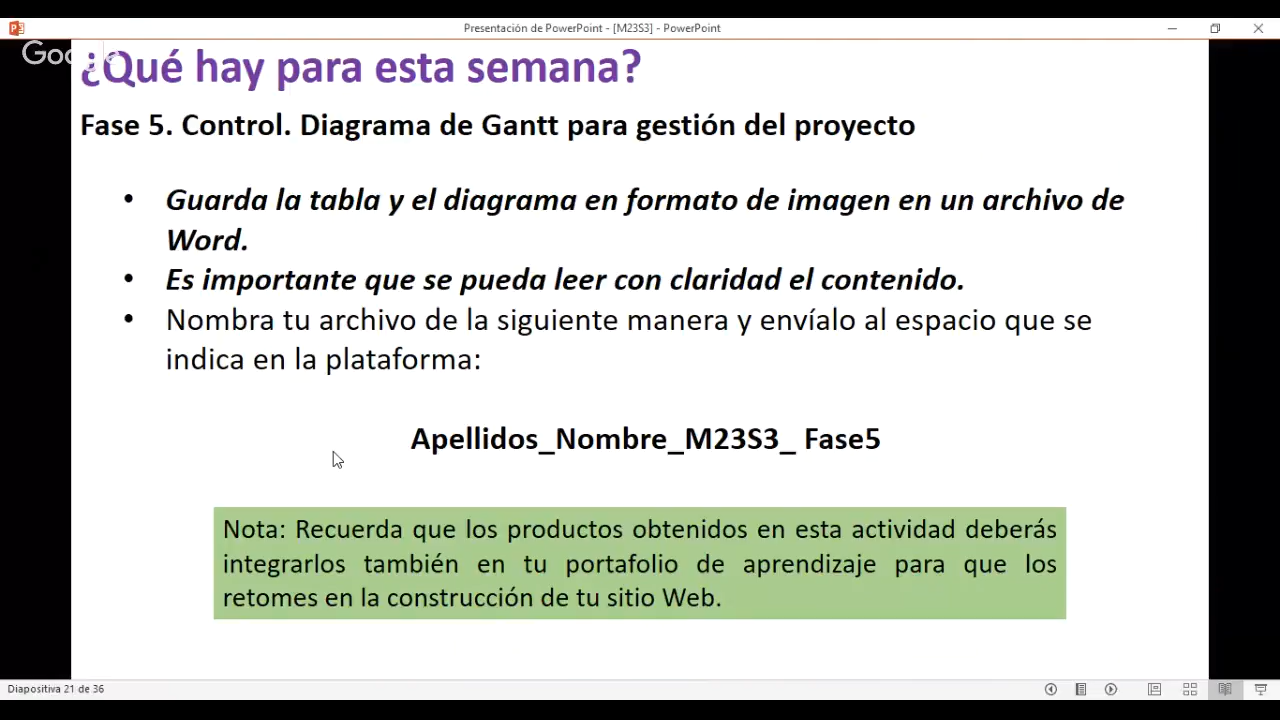 Presentación de PowerPoint - [M23S3] - PowerPoint
Google
¿Qué hay para esta semana?
Fase 5. Control. Diagrama de Gantt para gestión del proyecto
• Guarda la tabla y el diagrama en formato de imagen en un archivo de
Word.
• Es importante que se pueda leer con claridad el contenido.
• Nombra tu archivo de la siguiente manera y envíalo al espacio que se
indica en la plataforma:
Apellidos_Nombre_M23S3_ Fase5
Nota: Recuerda que los productos obtenidos en esta actividad deberás
integrarlos también en tu portafolio de aprendizaje para que los
retomes en la construcción de tu sitio Web.
Diapositiva 21 de 36